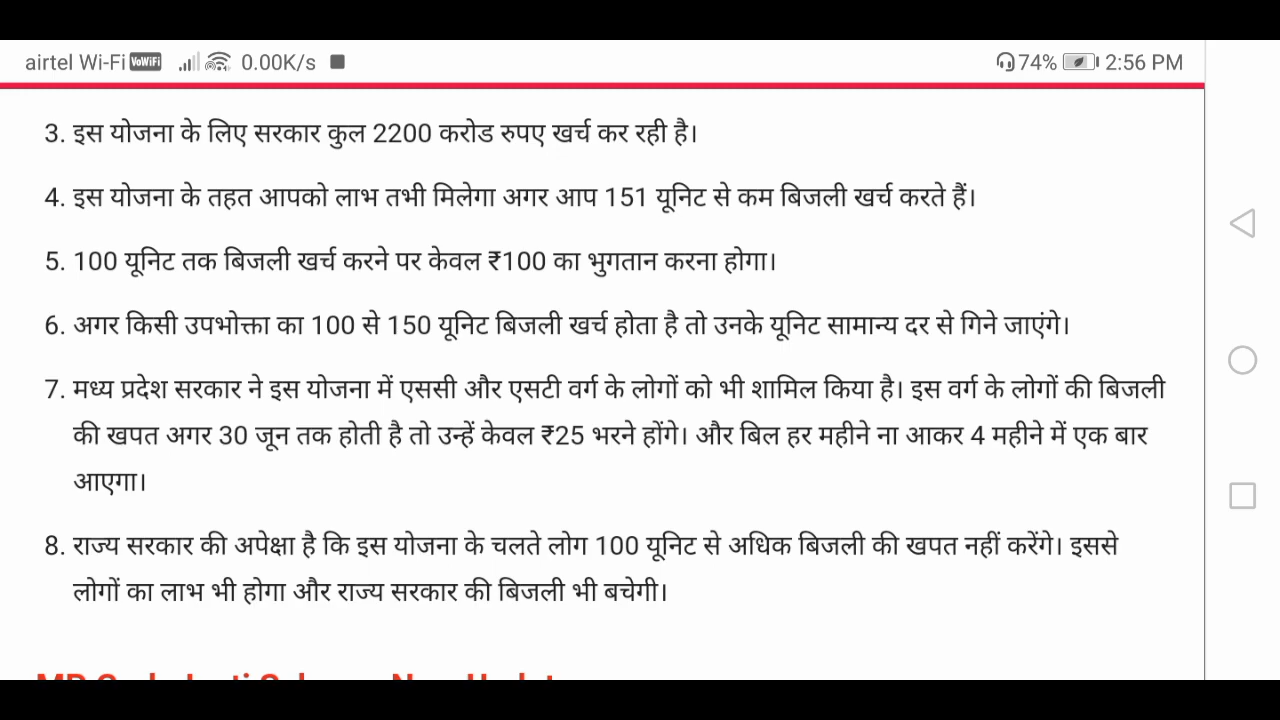 airtel Wi-Fi VoWiFi 0.00K/s 74% 2:56 PM
3. इस योजना के लिए सरकार कुल 2200 करोड रुपए खर्च कर रही है।
4. इस योजना के तहत आपको लाभ तभी मिलेगा अगर आप 151 यूनिट से कम बिजली खर्च करते हैं।
5. 100 यूनिट तक बिजली खर्च करने पर केवल ₹100 का भुगतान करना होगा।
6. अगर किसी उपभोक्ता का 100 से 150 यूनिट बिजली खर्च होता है तो उनके यूनिट सामान्य दर से गिने जाएंगे।
7. मध्य प्रदेश सरकार ने इस योजना में एससी और एसटी वर्ग के लोगों को भी शामिल किया है। इस वर्ग के लोगों की बिजली
की खपत अगर 30 जून तक होती है तो उन्हें केवल ₹25 भरने होंगे। और बिल हर महीने ना आकर 4 महीने में एक बार
आएगा।
8. राज्य सरकार की अपेक्षा है कि इस योजना के चलते लोग 100 यूनिट से अधिक बिजली की खपत नहीं करेंगे। इससे
लोगों का लाभ भी होगा और राज्य सरकार की बिजली भी बचेगी।